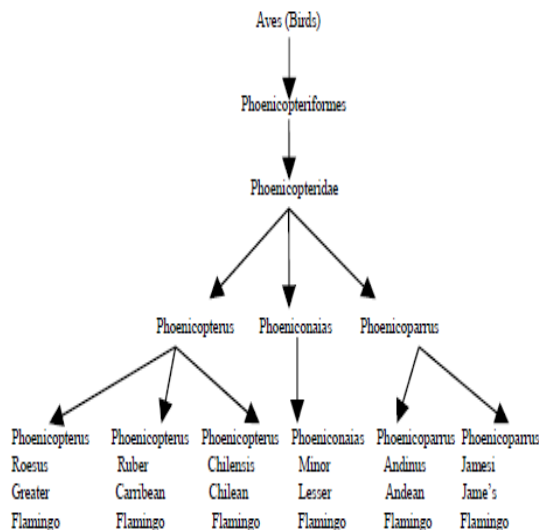 Aves (Birds)
Phoenicopteriformes
Phoenicopteridae
Phoenicopterus Phoeniconaias Phoenicoparrus
Phoenicopterus Phoenicopterus Phoenicopterus Phoeniconaias Phoenicoparrus Phoenicoparrus
Roesus Ruber Chilensis Minor Andinus Jamesi
Greater Carribean Chilean Lesser Andean Jame's
Flamingo Flamingo Flamingo Flamingo Flamingo Flamingo